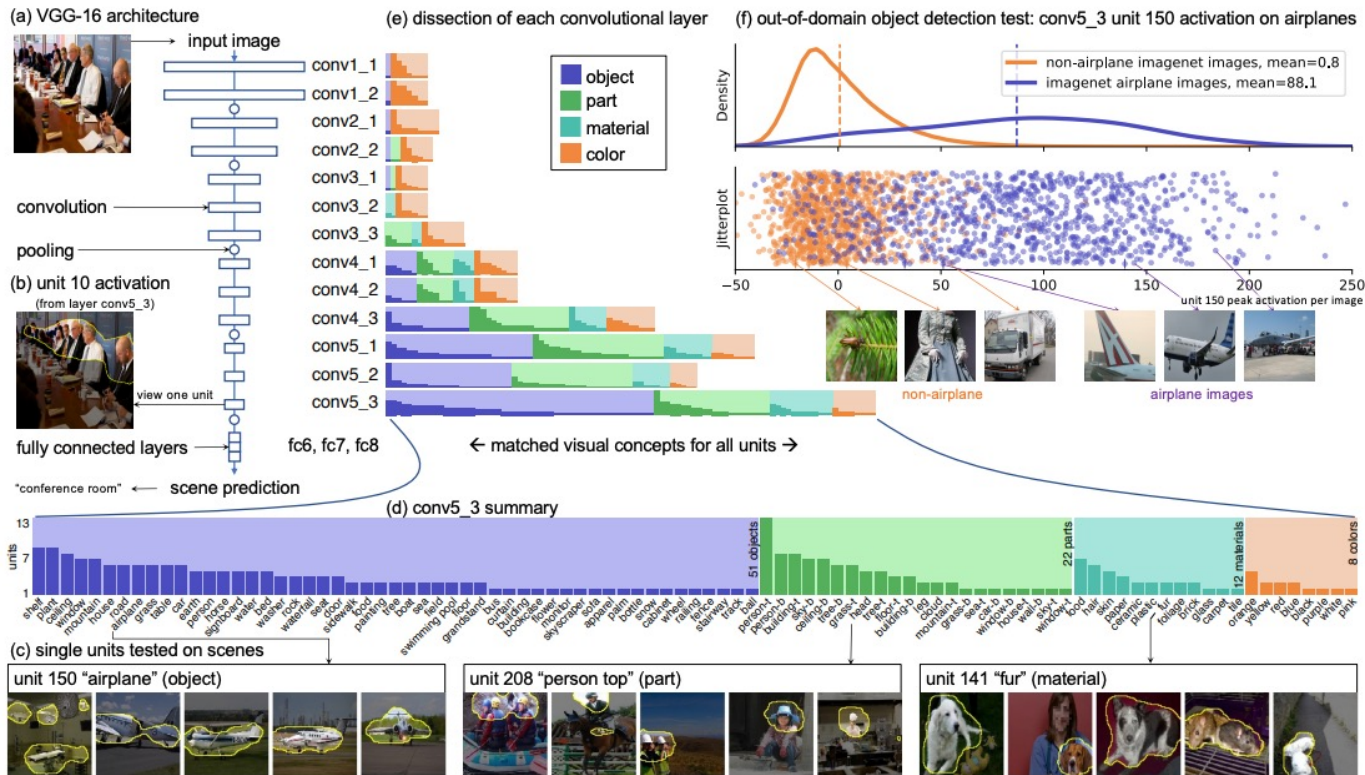 (a) VGG-16 architecture
input image
convolution
pooling
(b) unit 10 activation
(from layer conv5_3)
view one unit
fully connected layers
"conference room"
scene prediction
(e) dissection of each convolutional layer
conv1_1
conv1_2
conv2_1
conv2_2
conv3_1
conv3_2
conv3_3
conv4_1
conv4_2
conv4_3
conv5_1
conv5_2
conv5_3
fc6, fc7, fc8
object
part
material
color
← matched visual concepts for all units →
(f) out-of-domain object detection test: conv5_3 unit 150 activation on airplanes
Density
non-airplane imagenet images, mean=0.8
imagenet airplane images, mean=88.1
Jitterplot
−50 0 50 100 150 200 250
unit 150 peak activation per image
non-airplane
airplane images
(d) conv5_3 summary
units
13
7
1
51 objects
22 parts
12 materials
8 colors
shelf
plant
ceiling
window
mountain
house
road
airplane
grass
table
car
earth
person
horse
signboard
water
bed
washer
rock
waterfall
seat
door
sidewalk
food
painting
tree
boat
sea
field
swimming pool
floor
grandstand
bus
train
curtain
building
bookcase
flower
monitor
skyscraper
sofa
apparel
palm
bottle
snow
cabinet
wheel
railing
fence
stairway
track
ball
person-t
person-b
building-t
sky-b
ceiling-b
tree-b
grass-t
head
tree-t
floor-t
building-b
leg
cloud
mountain-t
grass-b
sea-t
car-b
window-b
house-t
wall-t
sky-t
window-t
food
hair
skin
paper
ceramic
plastic
fur
foliage
brick
glass
carpet
tile
orange
yellow
red
blue
black
purple
white
pink
(c) single units tested on scenes
unit 150 "airplane" (object)
unit 208 "person top" (part)
unit 141 "fur" (material)